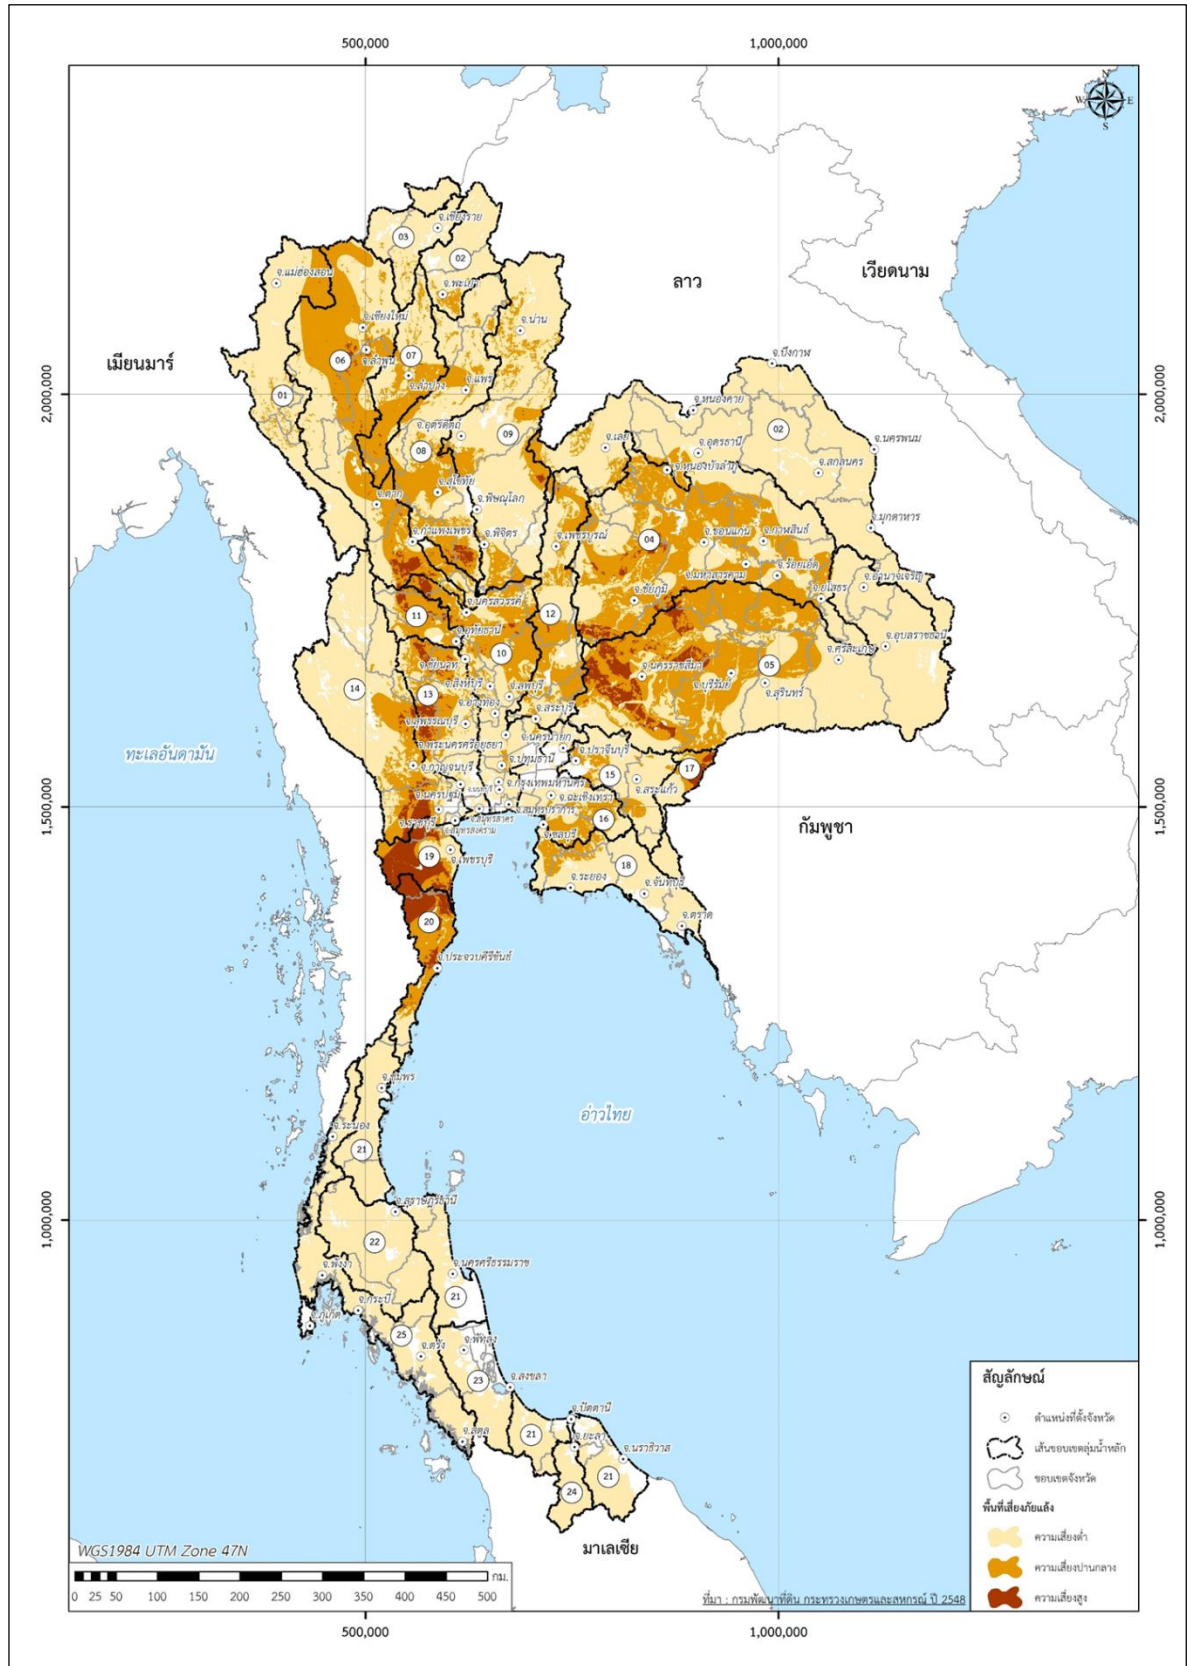 500,000
1,000,000
N
W
E
S
จ.เชียงราย
03
02
จ.แม่ฮ่องสอน
จ.พะเยา
ลาว
เวียดนาม
จ.เชียงใหม่
จ.น่าน
เมียนมาร์
06
จ.ลำพูน
07
จ.ลำปาง
จ.แพร่
จ.บึงกาฬ
2,000,000
2,000,000
01
จ.หนองคาย
02
จ.อุตรดิตถ์
09
08
จ.เลย
จ.อุดรธานี
จ.นครพนม
จ.หนองบัวลำภู
จ.สกลนคร
จ.สุโขทัย
จ.ตาก
จ.พิษณุโลก
จ.มุกดาหาร
จ.กำแพงเพชร
จ.พิจิตร
จ.เพชรบูรณ์
04
จ.ขอนแก่น
จ.กาฬสินธุ์
จ.มหาสารคาม
จ.ร้อยเอ็ด
จ.อำนาจเจริญ
จ.ยโสธร
จ.ชัยภูมิ
จ.นครสวรรค์
11
12
จ.อุทัยธานี
จ.อุบลราชธานี
10
จ.ชัยนาท
จ.ศรีสะเกษ
05
จ.นครราชสีมา
จ.บุรีรัมย์
จ.สุรินทร์
14
13
จ.สิงห์บุรี
จ.ลพบุรี
จ.อ่างทอง
จ.สระบุรี
จ.สุพรรณบุรี
จ.นครนายก
จ.พระนครศรีอยุธยา
จ.ปราจีนบุรี
ทะเลอันดามัน
จ.กาญจนบุรี
จ.ปทุมธานี
15
17
จ.สระแก้ว
จ.กรุงเทพมหานคร
จ.นครปฐม
จ.ฉะเชิงเทรา
1,500,000
1,500,000
จ.สมุทรปราการ
จ.ราชบุรี
จ.สมุทรสาคร
จ.สมุทรสงคราม
16
จ.ชลบุรี
กัมพูชา
19
จ.เพชรบุรี
18
จ.ระยอง
จ.จันทบุรี
20
จ.ตราด
จ.ประจวบคีรีขันธ์
จ.ชุมพร
อ่าวไทย
จ.ระนอง
21
จ.สุราษฎร์ธานี
1,000,000
1,000,000
22
จ.พังงา
จ.นครศรีธรรมราช
21
จ.กระบี่
จ.ภูเก็ต
25
จ.ตรัง
จ.พัทลุง
23
จ.สงขลา
จ.ปัตตานี
จ.สตูล
21
จ.ยะลา
จ.นราธิวาส
21
24
มาเลเซีย
สัญลักษณ์
ตำแหน่งที่ตั้งจังหวัด
เส้นขอบเขตลุ่มน้ำหลัก
ขอบเขตจังหวัด
พื้นที่เสี่ยงภัยแล้ง
ความเสี่ยงต่ำ
ความเสี่ยงปานกลาง
ความเสี่ยงสูง
WGS1984 UTM Zone 47N
กม.
0 25 50 100 150 200 250 300 350 400 450 500
ที่มา : กรมพัฒนาที่ดิน กระทรวงเกษตรและสหกรณ์ ปี 2548
500,000
1,000,000